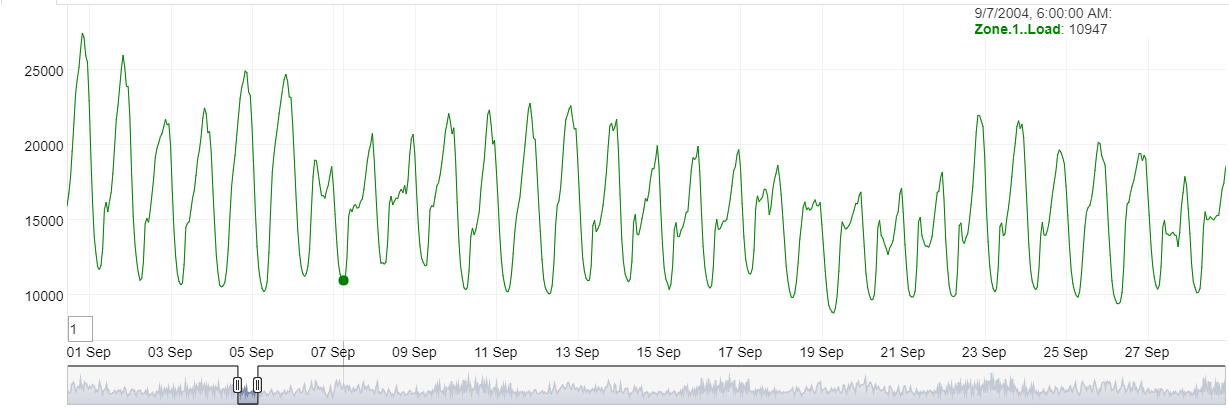 9/7/2004, 6:00:00 AM:
Zone.1..Load: 10947
25000
20000
15000
10000
1
01 Sep 03 Sep 05 Sep 07 Sep 09 Sep 11 Sep 13 Sep 15 Sep 17 Sep 19 Sep 21 Sep 23 Sep 25 Sep 27 Sep